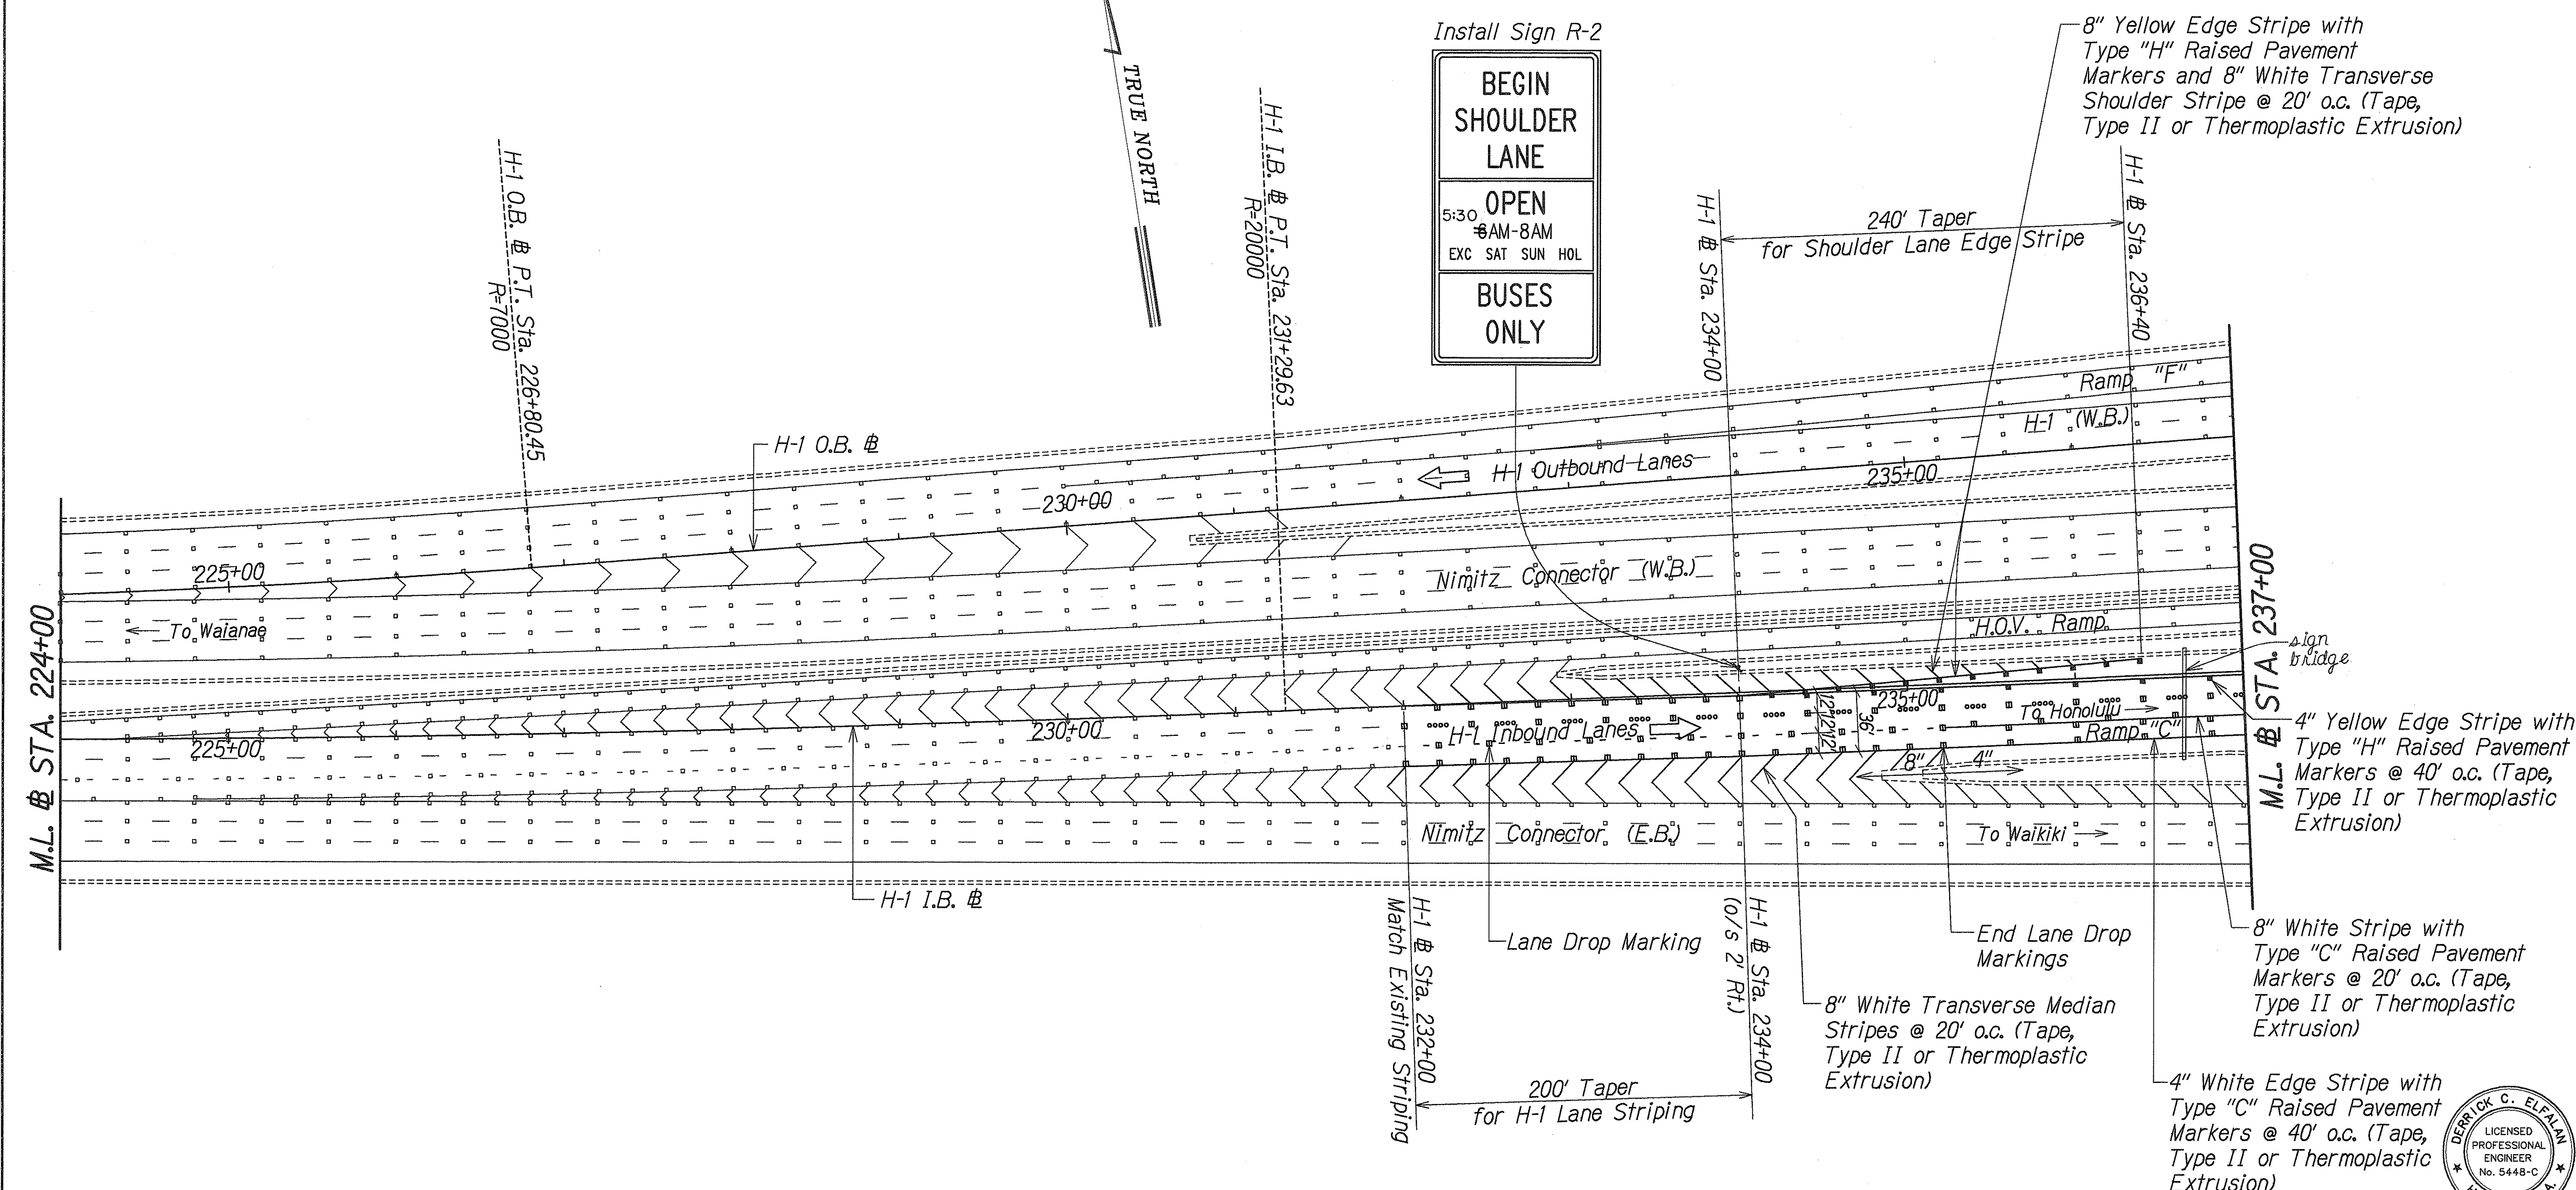 Install Sign R-2
BEGIN
SHOULDER
LANE
OPEN
5:30
6AM-8AM
EXC SAT SUN HOL
BUSES
ONLY
8" Yellow Edge Stripe with
Type "H" Raised Pavement
Markers and 8" White Transverse
Shoulder Stripe @ 20' o.c. (Tape,
Type II or Thermoplastic Extrusion)
TRUE NORTH
H-1 O.B. ℄ P.T. Sta. 226+80.45
R=7000
H-1 I.B. ℄ P.T. Sta. 231+29.63
R=20000
H-1 ℄ Sta. 234+00
240' Taper
for Shoulder Lane Edge Stripe
H-1 ℄ Sta. 236+40
Ramp "F"
H-1 (W.B.)
H-1 O.B. ℄
H-1 Outbound Lanes
235+00
230+00
225+00
Nimitz Connector (W.B.)
To Waianae
H.O.V. Ramp
sign
bridge
M.L. ℄ STA. 224+00
M.L. ℄ STA. 237+00
225+00
230+00
H-1 Inbound Lanes
12'
12'
12'
36'
235+00
To Honolulu
Ramp "C"
8"
4"
Nimitz Connector (E.B.)
To Waikiki
4" Yellow Edge Stripe with
Type "H" Raised Pavement
Markers @ 40' o.c. (Tape,
Type II or Thermoplastic
Extrusion)
H-1 I.B. ℄
H-1 ℄ Sta. 232+00
Match Existing Striping
Lane Drop Marking
H-1 ℄ Sta. 234+00
(o/s 2' Rt.)
200' Taper
for H-1 Lane Striping
End Lane Drop
Markings
8" White Transverse Median
Stripes @ 20' o.c. (Tape,
Type II or Thermoplastic
Extrusion)
8" White Stripe with
Type "C" Raised Pavement
Markers @ 20' o.c. (Tape,
Type II or Thermoplastic
Extrusion)
4" White Edge Stripe with
Type "C" Raised Pavement
Markers @ 40' o.c. (Tape,
Type II or Thermoplastic
Extrusion)
DERRICK C. ELFALAN
LICENSED
PROFESSIONAL
ENGINEER
No. 5448-C